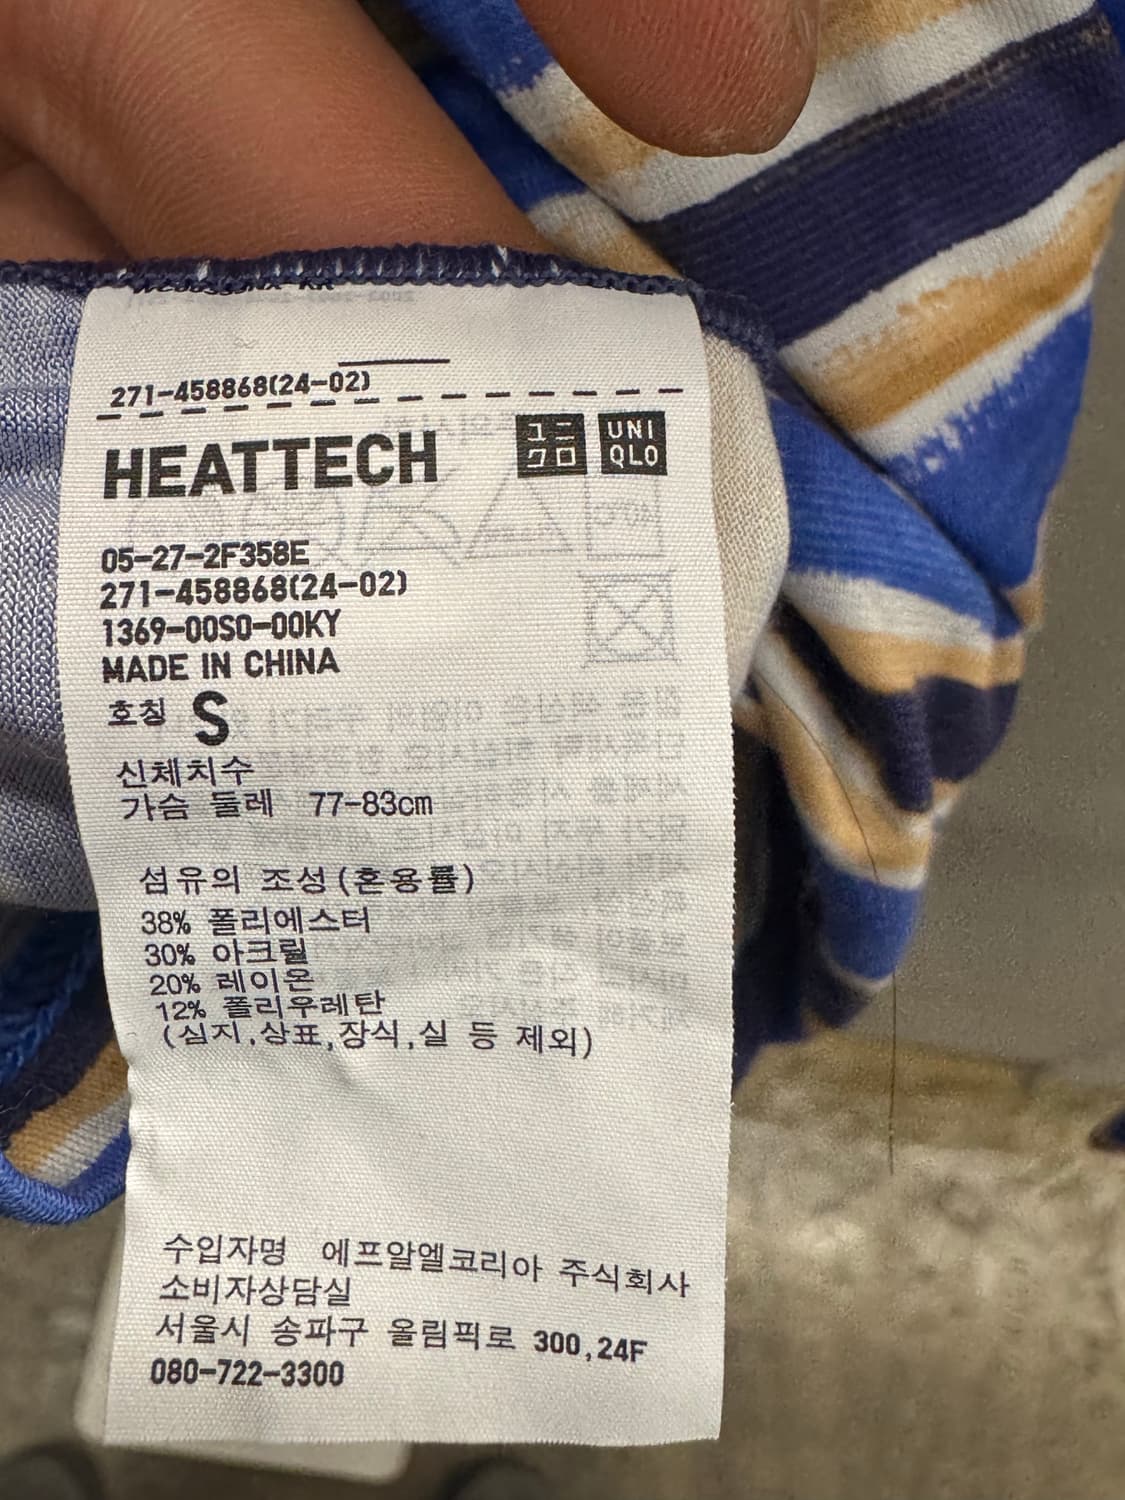 271-458868(24-02)
HEATTECH
ユニ
クロ
UNI
QLO
05-27-2F358E
271-458868(24-02)
1369-00S0-00KY
MADE IN CHINA
호칭 S
신체치수
가슴 둘레 77-83cm
섬유의 조성(혼용률)
38% 폴리에스터
30% 아크릴
20% 레이온
12% 폴리우레탄
(심지,상표,장식,실 등 제외)
수입자명 에프알엘코리아 주식회사
소비자상담실
서울시 송파구 올림픽로 300,24F
080-722-3300